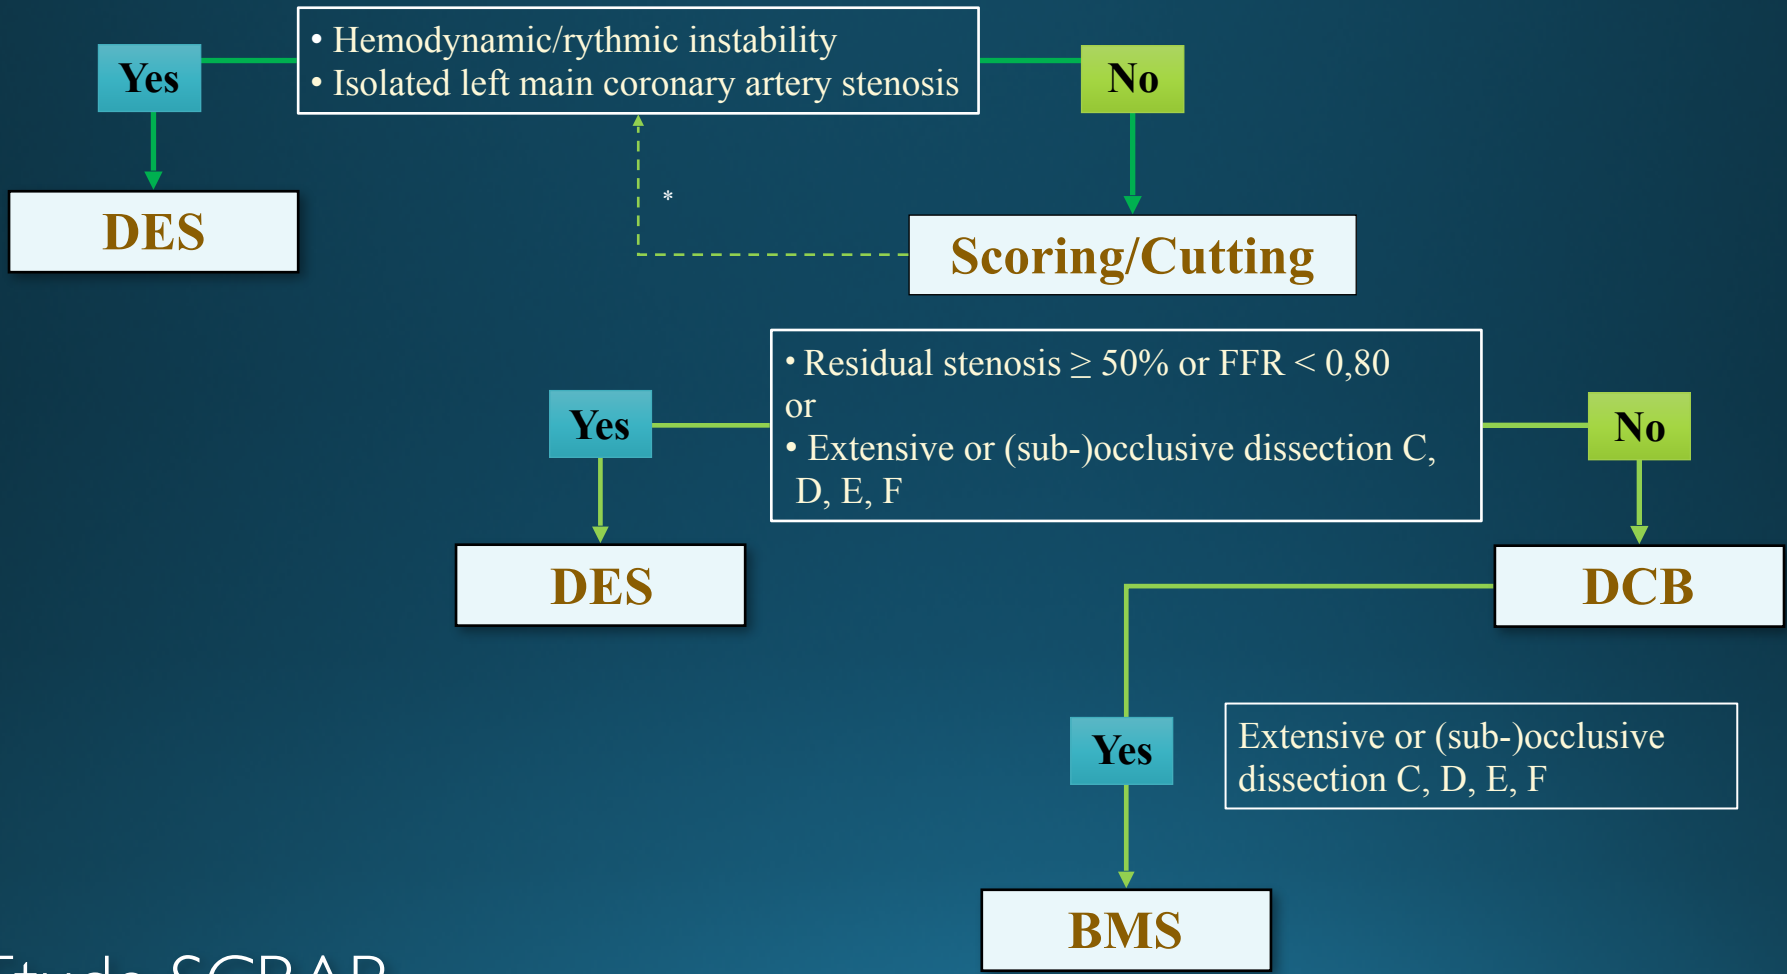 • Hemodynamic/rythmic instability
• Isolated left main coronary artery stenosis
Yes
No
DES
*
Scoring/Cutting
• Residual stenosis ≥ 50% or FFR < 0,80
or
• Extensive or (sub-)occlusive dissection C,
D, E, F
Yes
No
DES
DCB
Yes
Extensive or (sub-)occlusive
dissection C, D, E, F
BMS
Etude SCRAP